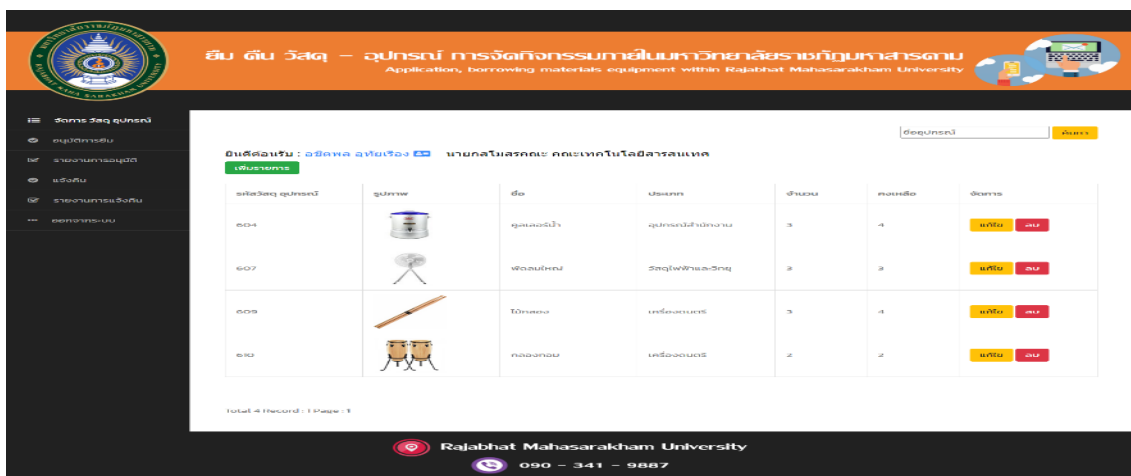 ยืม คืน วัสดุ – อุปกรณ์ การจัดกิจกรรมภายในมหาวิทยาลัยราชภัฏมหาสารคาม
Application, borrowing materials equipment within Rajabhat Mahasarakham University
จัดการ วัสดุ อุปกรณ์
อนุมัติการยืม
รายงานการอนุมัติ
แจ้งคืน
รายงานการแจ้งคืน
ออกจากระบบ
ชื่ออุปกรณ์ ค้นหา
ยินดีต้อนรับ : อธิตพล อุทัยเรือง นายกสโมสรคณะ คณะเทคโนโลยีสารสนเทศ
เพิ่มรายการ
รหัสวัสดุ อุปกรณ์ รูปภาพ ชื่อ ประเภท จำนวน คงเหลือ จัดการ
604 คูลเลอร์น้ำ อุปกรณ์สำนักงาน 3 4 แก้ไข ลบ
607 พัดลมใหญ่ วัสดุไฟฟ้าและวิทยุ 3 3 แก้ไข ลบ
609 ไม้กลอง เครื่องดนตรี 3 4 แก้ไข ลบ
610 กลองทอม เครื่องดนตรี 2 2 แก้ไข ลบ
Total 4 Record : 1 Page : 1
Rajabhat Mahasarakham University
090 – 341 – 9887